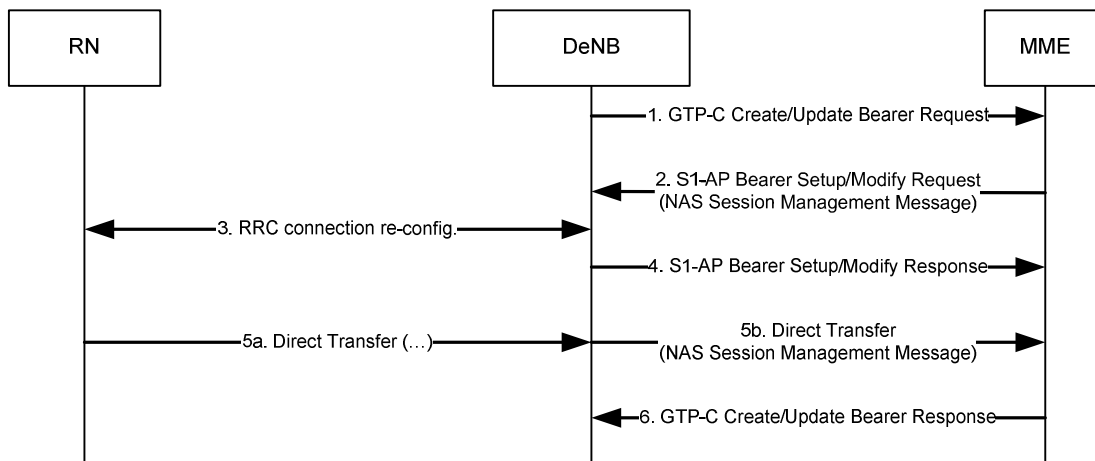 RN
DeNB
MME
1. GTP-C Create/Update Bearer Request
2. S1-AP Bearer Setup/Modify Request
(NAS Session Management Message)
3. RRC connection re-config.
4. S1-AP Bearer Setup/Modify Response
5a. Direct Transfer (…)
5b. Direct Transfer
(NAS Session Management Message)
6. GTP-C Create/Update Bearer Response